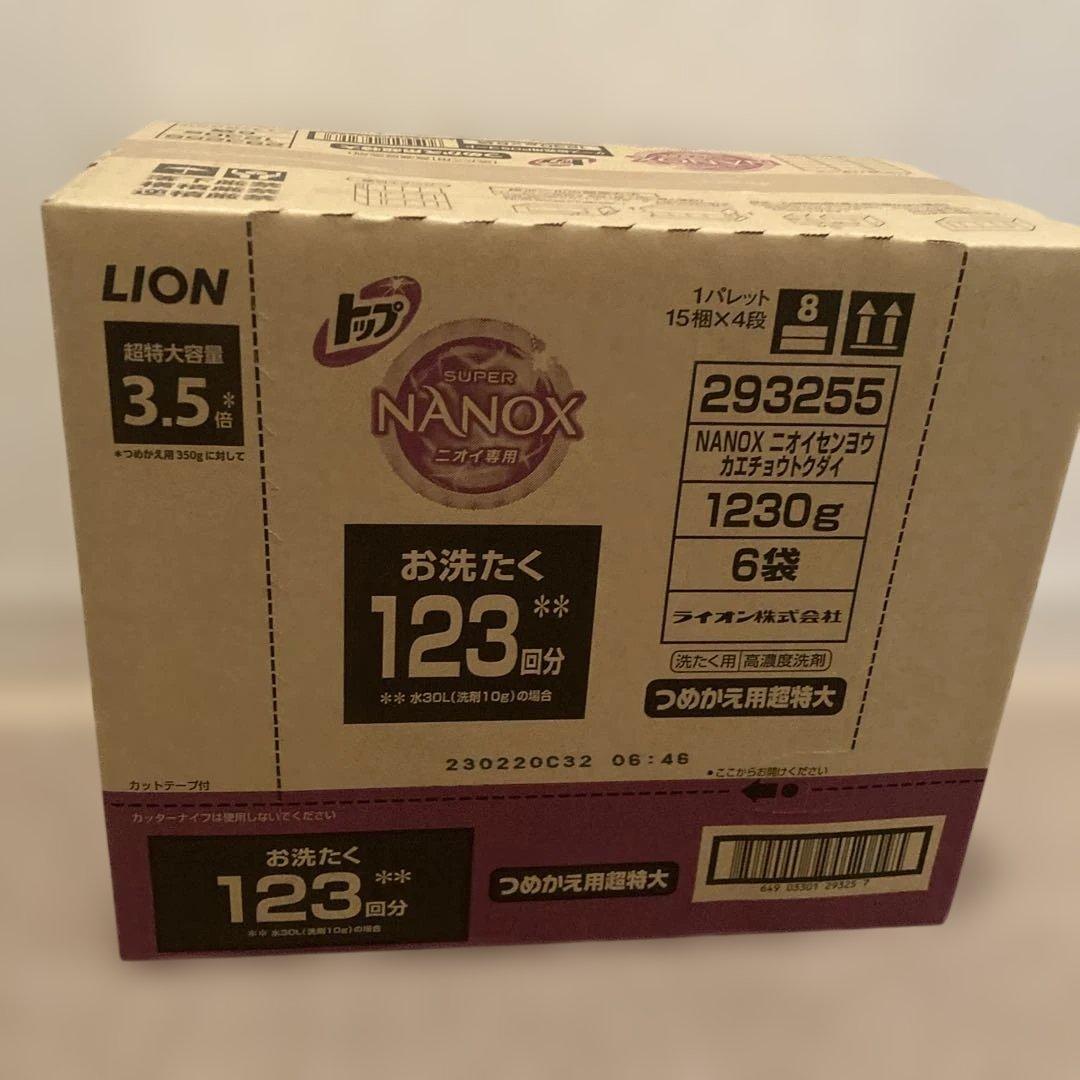 LION
超特大容量
3.5*倍
*つめかえ用350gに対して
トップ
SUPER
NANOX
ニオイ専用
お洗たく
123**回分
** 水30L(洗剤10g)の場合
1パレット
15梱×4段
8
293255
NANOX ニオイセンヨウ
カエチョウトクダイ
1230g
6袋
ライオン株式会社
洗たく用 高濃度洗剤
つめかえ用超特大
230220C32 06:46
●ここからお開けください
カットテープ付
カッターナイフは使用しないでください
お洗たく
123**回分
** 水30L(洗剤10g)の場合
つめかえ用超特大
649 03301 29325 7